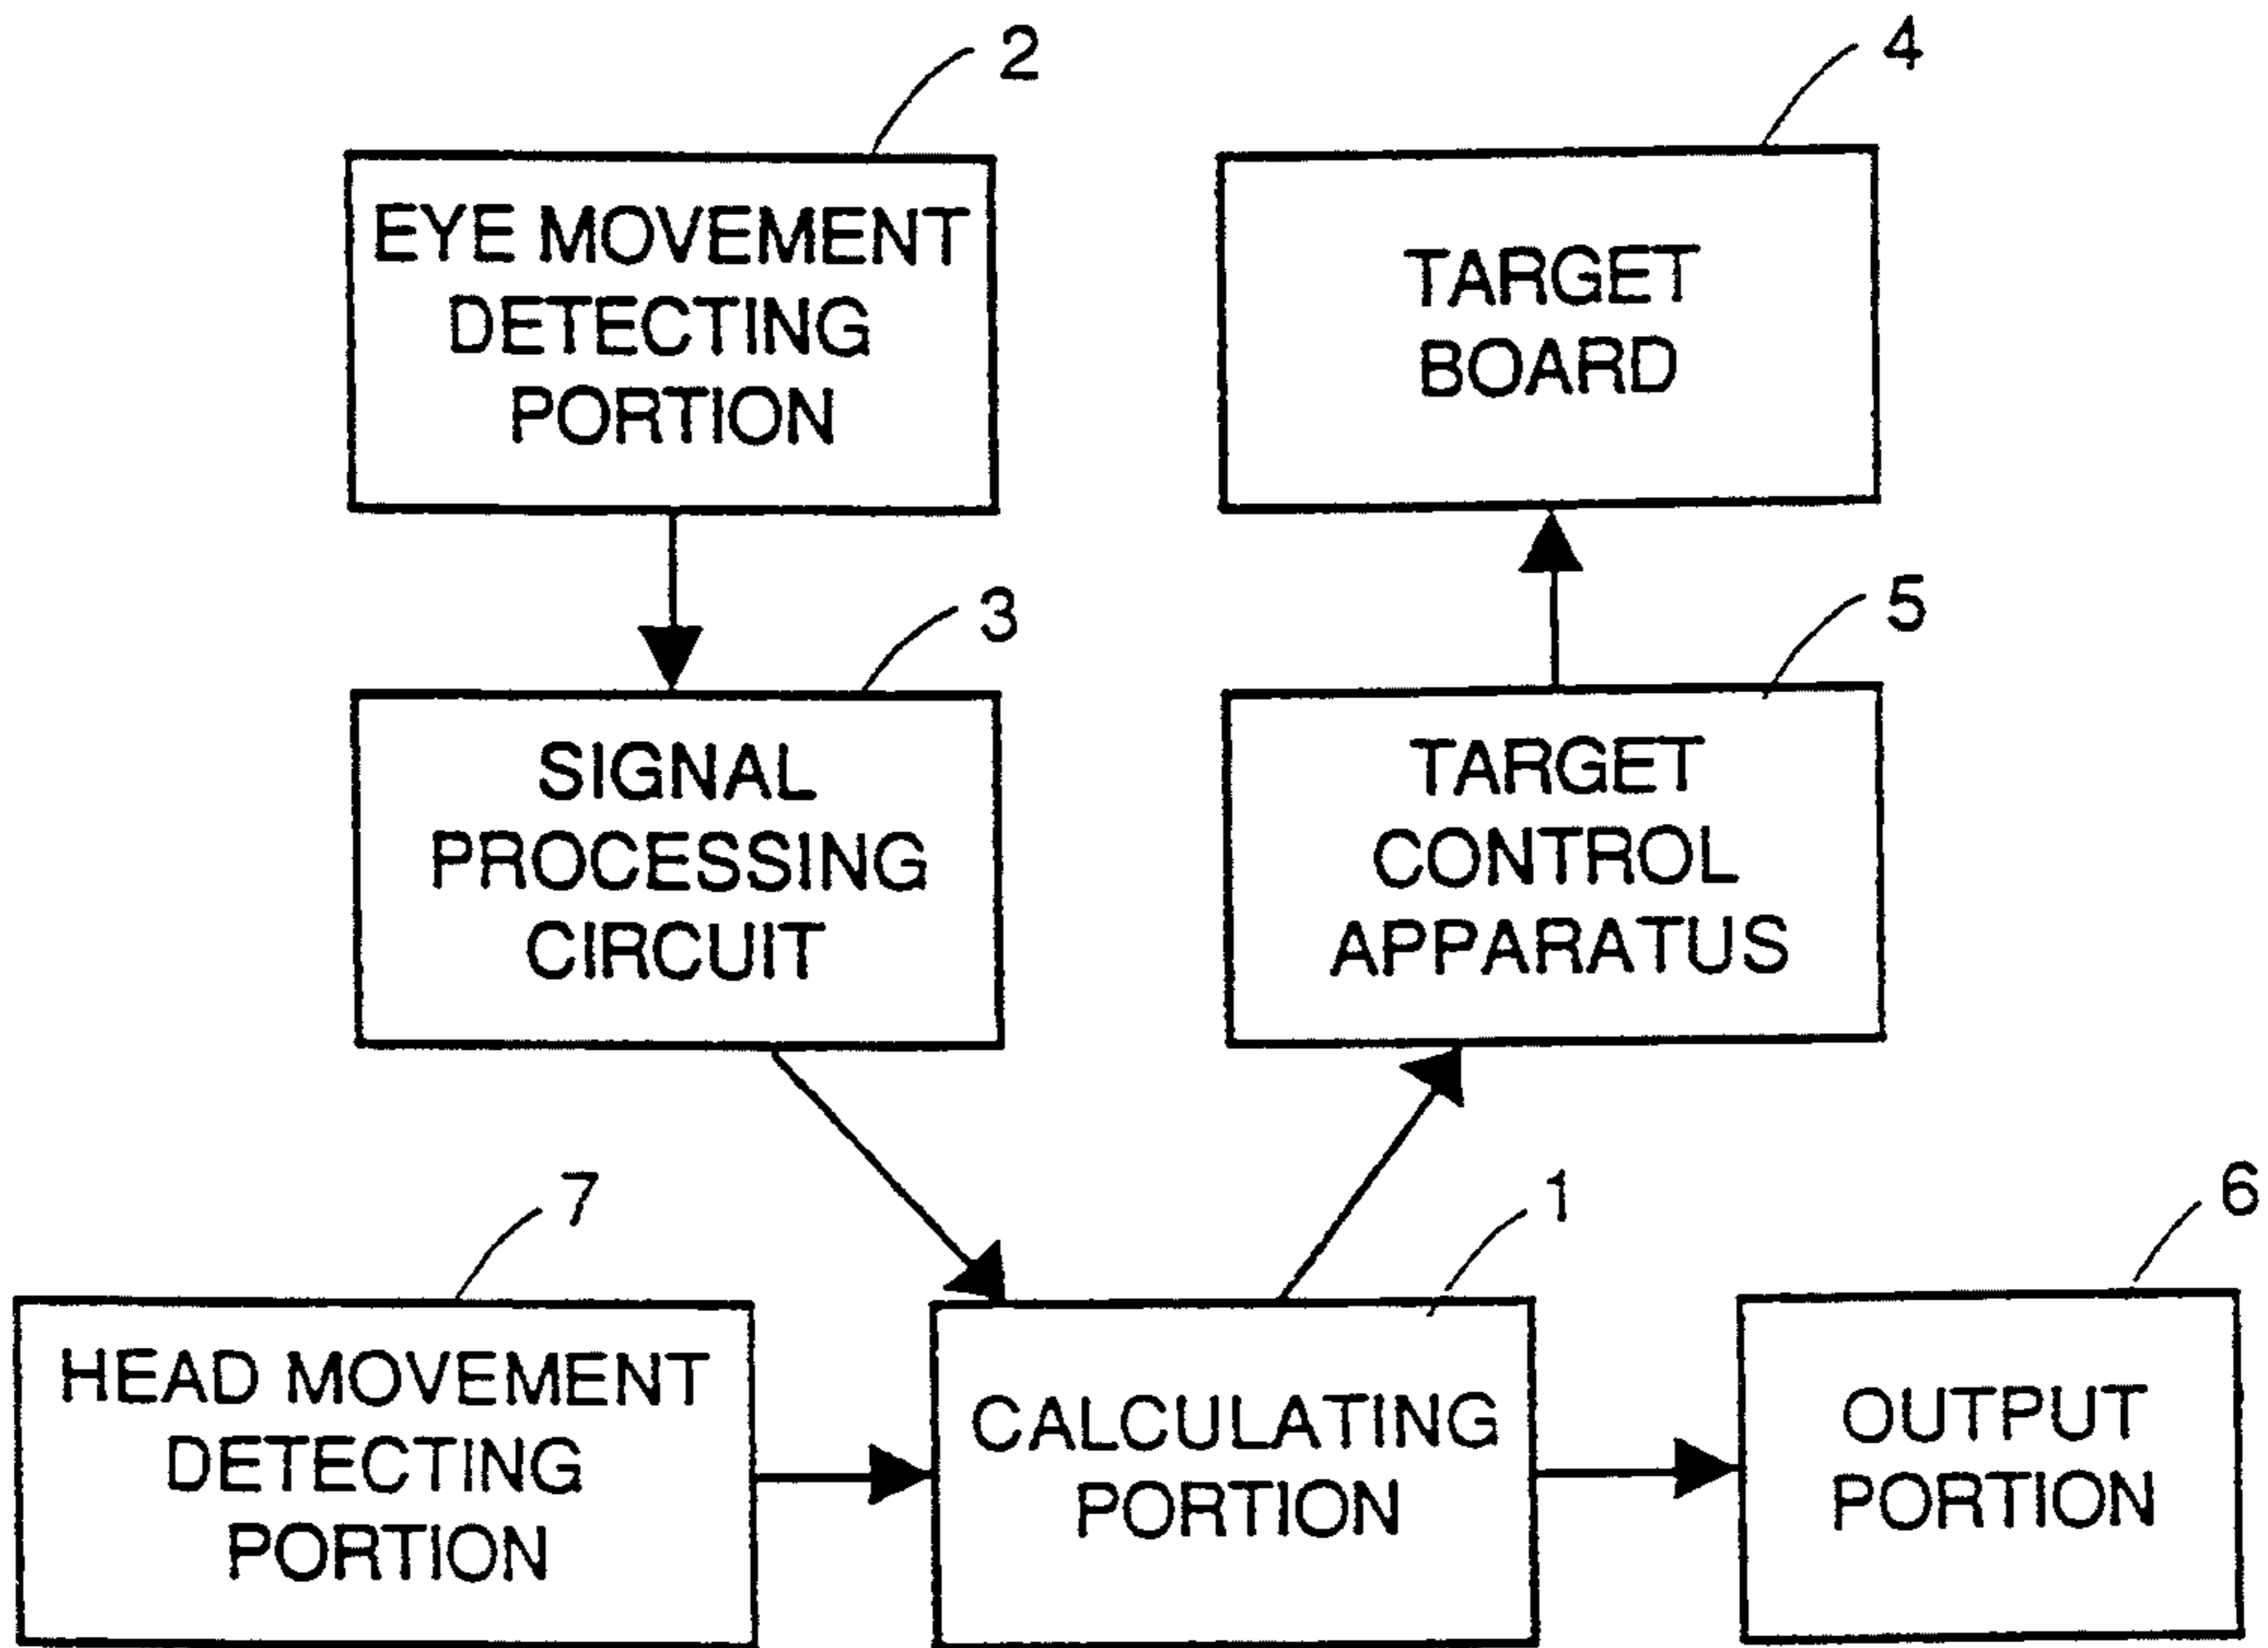 2
EYE MOVEMENT
DETECTING
PORTION
4
TARGET
BOARD
3
SIGNAL
PROCESSING
CIRCUIT
5
TARGET
CONTROL
APPARATUS
7
HEAD MOVEMENT
DETECTING
PORTION
1
CALCULATING
PORTION
6
OUTPUT
PORTION